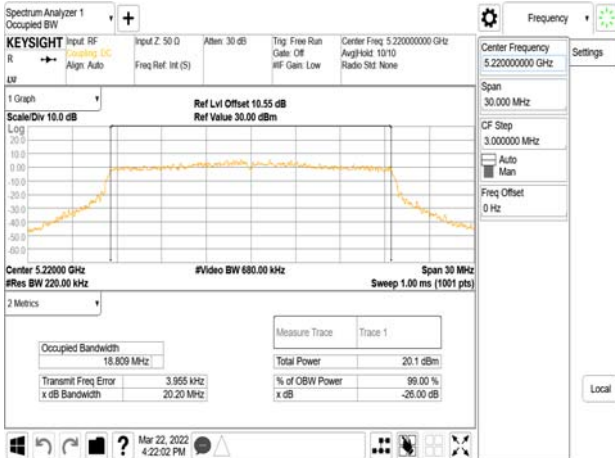 Spectrum Analyzer 1
Occupied BW
Frequency
KEYSIGHT
Input: RF
Coupling: DC
Align: Auto
Input Z: 50 Ω
Freq Ref: Int (S)
Atten: 30 dB
Trig: Free Run
Gate: Off
#IF Gain: Low
Center Freq: 5.220000000 GHz
Avg|Hold: 10/10
Radio Std: None
R
LXI
Center Frequency
5.220000000 GHz
Settings
Span
30.000 MHz
CF Step
3.000000 MHz
Auto
Man
Freq Offset
0 Hz
Local
1 Graph
Scale/Div 10.0 dB
Ref Lvl Offset 10.55 dB
Ref Value 30.00 dBm
Log
20.0
10.0
0.00
-10.0
-20.0
-30.0
-40.0
-50.0
-60.0
Center 5.22000 GHz
#Res BW 220.00 kHz
#Video BW 680.00 kHz
Span 30 MHz
Sweep 1.00 ms (1001 pts)
2 Metrics
Measure Trace
Trace 1
Occupied Bandwidth
18.809 MHz
Total Power
20.1 dBm
Transmit Freq Error
3.955 kHz
% of OBW Power
99.00 %
x dB Bandwidth
20.20 MHz
x dB
-26.00 dB
Mar 22, 2022
4:22:02 PM